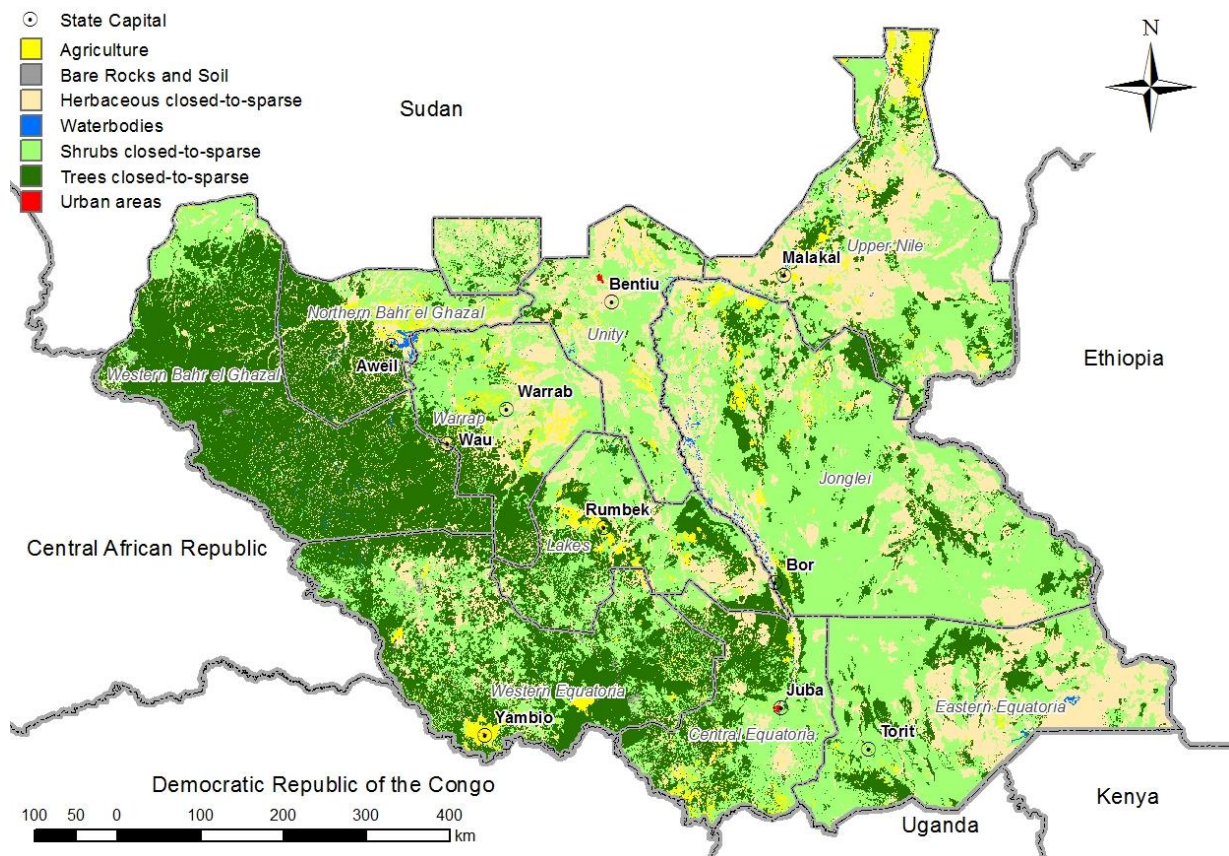 State Capital
Agriculture
Bare Rocks and Soil
Herbaceous closed-to-sparse
Waterbodies
Shrubs closed-to-sparse
Trees closed-to-sparse
Urban areas
N
Sudan
Upper Nile
Malakal
Bentiu
Northern Bahr el Ghazal
Unity
Aweil
Ethiopia
Western Bahr el Ghazal
Warrab
Warrap
Wau
Jonglei
Rumbek
Central African Republic
Lakes
Bor
Western Equatoria
Juba
Eastern Equatoria
Yambio
Central Equatoria
Torit
Democratic Republic of the Congo
Kenya
100 50 0 100 200 300 400
km
Uganda